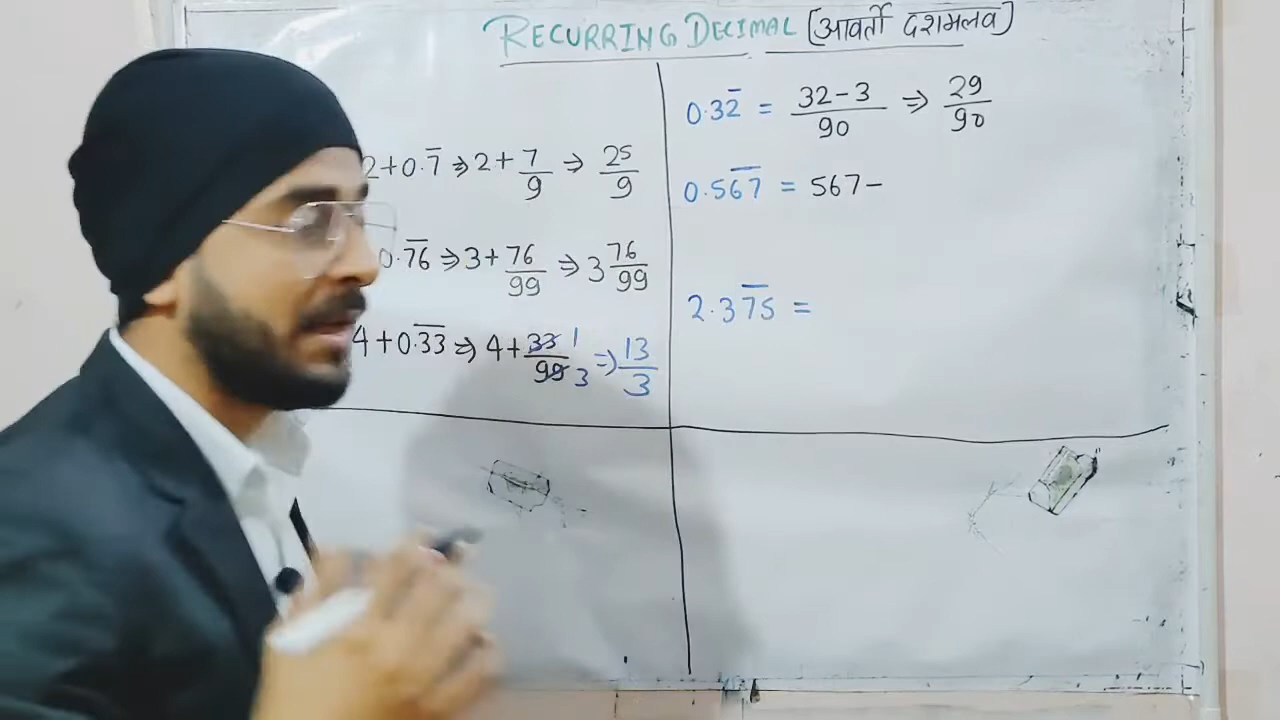 RECURRING DECIMAL [आवर्ती दशमलव]
2+0.7̅ ⇒ 2+7/9 ⇒ 25/9
0.7̅6̅ ⇒ 3+76/99 ⇒ 3 76/99
4+0.3̅3̅ ⇒ 4+33/99 1 3 ⇒ 13/3
0.32̅ = 32-3/90 ⇒ 29/90
0.56̅7̅ = 567-
2.37̅5̅ =